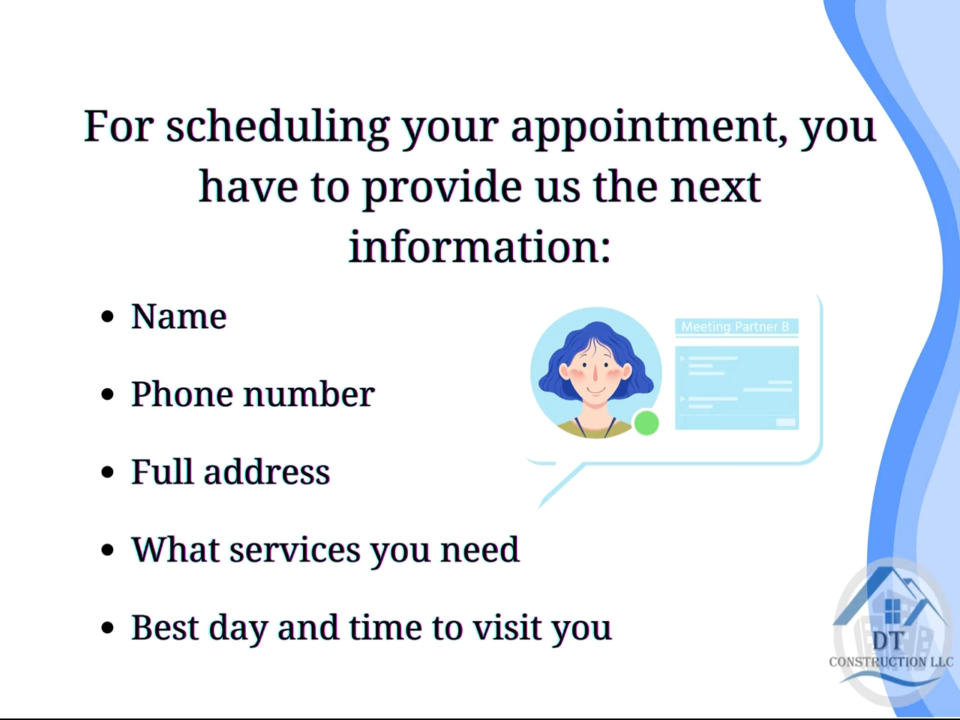 For scheduling your appointment, you
have to provide us the next
information:
• Name
• Phone number
• Full address
• What services you need
• Best day and time to visit you
Meeting Partner B
DT
CONSTRUCTION LLC